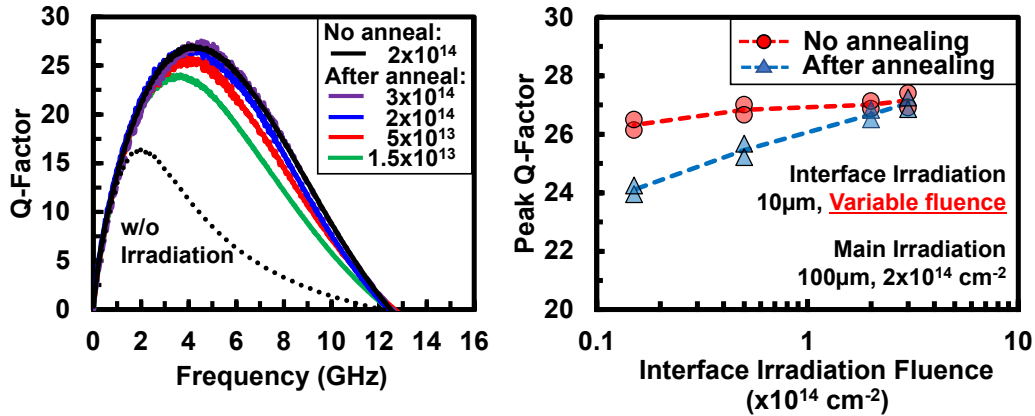 30
25
20
15
10
5
0
Q-Factor
No anneal:
2x10¹⁴
After anneal:
3x10¹⁴
2x10¹⁴
5x10¹³
1.5x10¹³
w/o
Irradiation
0 2 4 6 8 10 12 14 16
Frequency (GHz)
30
28
26
24
22
20
Peak Q-Factor
No annealing
After annealing
Interface Irradiation
10µm, Variable fluence
Main Irradiation
100µm, 2x10¹⁴ cm⁻²
0.1 1 10
Interface Irradiation Fluence
(x10¹⁴ cm⁻²)